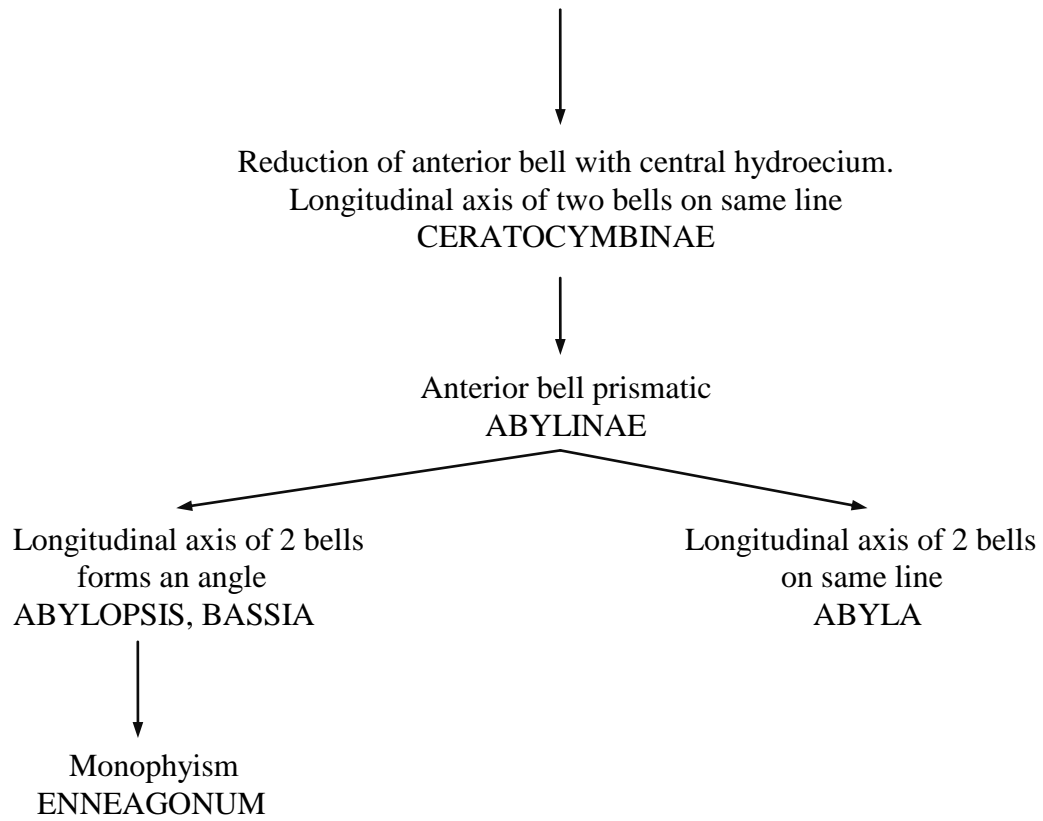 Reduction of anterior bell with central hydroecium.
Longitudinal axis of two bells on same line
CERATOCYMBINAE
Anterior bell prismatic
ABYLINAE
Longitudinal axis of 2 bells
forms an angle
ABYLOPSIS, BASSIA
Longitudinal axis of 2 bells
on same line
ABYLA
Monophyism
ENNEAGONUM